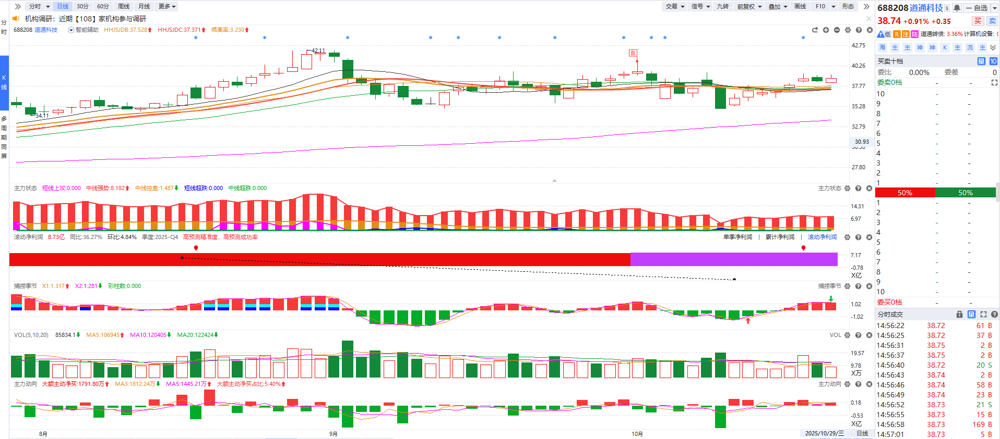 分时 日线 30分 60分 周线 月线 更多 交易 信号 九转 前复权 叠加 画线 F10 形态
688208 道通科技 自选
38.74 +0.91% +0.35 买 卖
机构调研：近期【108】家机构参与调研
688208 道通科技 智能辅助 HHJSJDB:37.528 HHJSJDC:37.371 乖离率:3.230
低 R 注 陆 道通转债: 3.36% 计算机设备:
海 主 主 神 神 K 主 流 主
买卖十档 量 10
委比 0.00% 委差 0
委卖0档 - -
10 - -
9 - -
8 - -
7 - -
6 - -
5 - -
4 - -
3 - -
2 - -
1 - -
50% 50%
1 - -
2 - -
3 - -
4 - -
5 - -
6 - -
7 - -
8 - -
9 - -
10 - -
委买0档 - -
分时成交 量
14:56:22 38.72 61 B
14:56:25 38.72 37 B
14:56:31 38.75 2 B
14:56:37 38.75 2 B
14:56:40 38.72 20 S
14:56:43 38.74 2 B
14:56:46 38.74 58 B
14:56:49 38.74 23 B
14:56:52 38.73 21 S
14:56:55 38.73 15 B
14:56:58 38.73 169 B
14:57:01 38.73 5 B
分时
K线
多周期同屏
42.11
34.11
自
42.75
40.26
37.77
35.28
32.79
30.93
30.30
27.80
主力状态 短线上攻:0.000 中线强势:8.182 中线控盘:1.487 短线超跌:0.000 中线超跌:0.000 主力状态
14.31
6.97
滚动净利润 8.73亿 同比:36.27% 环比:4.84% 季度:2025-Q4 高预测精准度，高预测成功率 单季净利润 | 累计净利润 | 滚动净利润
7.17
-0.78
X亿
捕捞季节 X1:1.317 X2:1.281 彩柱数:0.000 捕捞季节
1.02
-1.02
VOL(5,10,20) 85834.1 MA5:106945 MA10:120405 MA20:122424 VOL
19.57
9.78
X万
主力动向 大额主动净买:1791.80万 MA3:1812.24万 MA5:1445.21万 大额主动净买占比:5.40% 主力动向
0.18
-0.53
X亿
8月 9月 10月 2025/10/29/三 日线